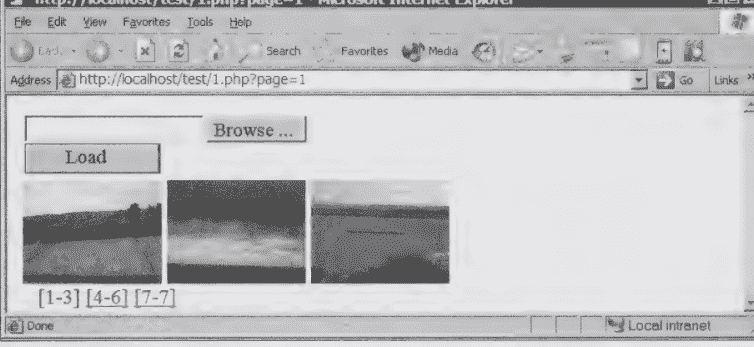 http://localhost/test/1.php?page=1 - Microsoft Internet Explorer
File Edit View Favorites Tools Help
Search Favorites Media
Address http://localhost/test/1.php?page=1 Go Links »
Browse ...
Load
[1-3] [4-6] [7-7]
Done Local intranet